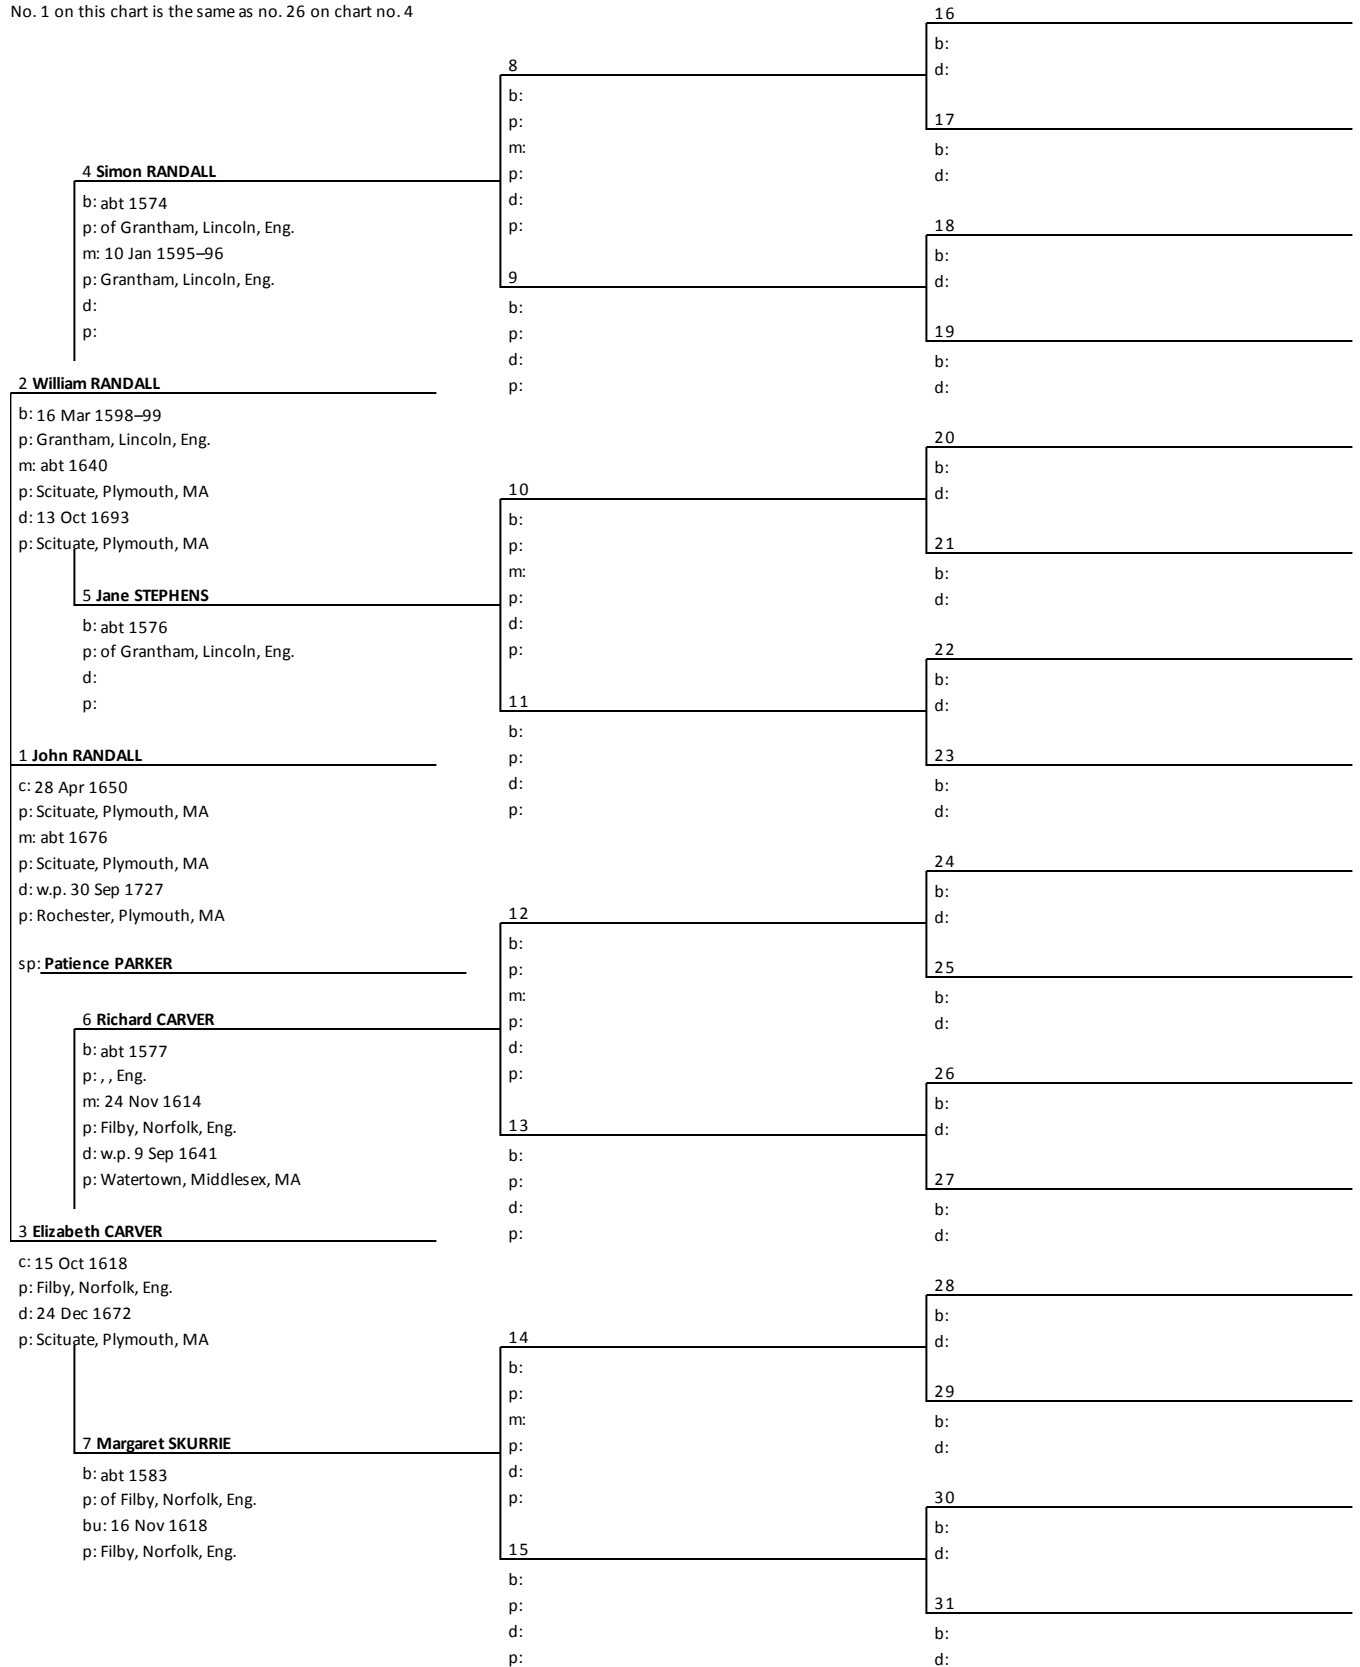 No. 1 on this chart is the same as no. 26 on chart no. 4
4 Simon RANDALL
b: abt 1574
p: of Grantham, Lincoln, Eng.
m: 10 Jan 1595–96
p: Grantham, Lincoln, Eng.
d:
p:
2 William RANDALL
b: 16 Mar 1598–99
p: Grantham, Lincoln, Eng.
m: abt 1640
p: Scituate, Plymouth, MA
d: 13 Oct 1693
p: Scituate, Plymouth, MA
5 Jane STEPHENS
b: abt 1576
p: of Grantham, Lincoln, Eng.
d:
p:
1 John RANDALL
c: 28 Apr 1650
p: Scituate, Plymouth, MA
m: abt 1676
p: Scituate, Plymouth, MA
d: w.p. 30 Sep 1727
p: Rochester, Plymouth, MA
sp: Patience PARKER
6 Richard CARVER
b: abt 1577
p: , , Eng.
m: 24 Nov 1614
p: Filby, Norfolk, Eng.
d: w.p. 9 Sep 1641
p: Watertown, Middlesex, MA
3 Elizabeth CARVER
c: 15 Oct 1618
p: Filby, Norfolk, Eng.
d: 24 Dec 1672
p: Scituate, Plymouth, MA
7 Margaret SKURRIE
b: abt 1583
p: of Filby, Norfolk, Eng.
bu: 16 Nov 1618
p: Filby, Norfolk, Eng.
8
b:
p:
m:
p:
d:
p:
9
b:
p:
d:
p:
10
b:
p:
m:
p:
d:
p:
11
b:
p:
d:
p:
12
b:
p:
m:
p:
d:
p:
13
b:
p:
d:
p:
14
b:
p:
m:
p:
d:
p:
15
b:
p:
d:
p:
16
b:
d:
17
b:
d:
18
b:
d:
19
b:
d:
20
b:
d:
21
b:
d:
22
b:
d:
23
b:
d:
24
b:
d:
25
b:
d:
26
b:
d:
27
b:
d:
28
b:
d:
29
b:
d:
30
b:
d:
31
b:
d: